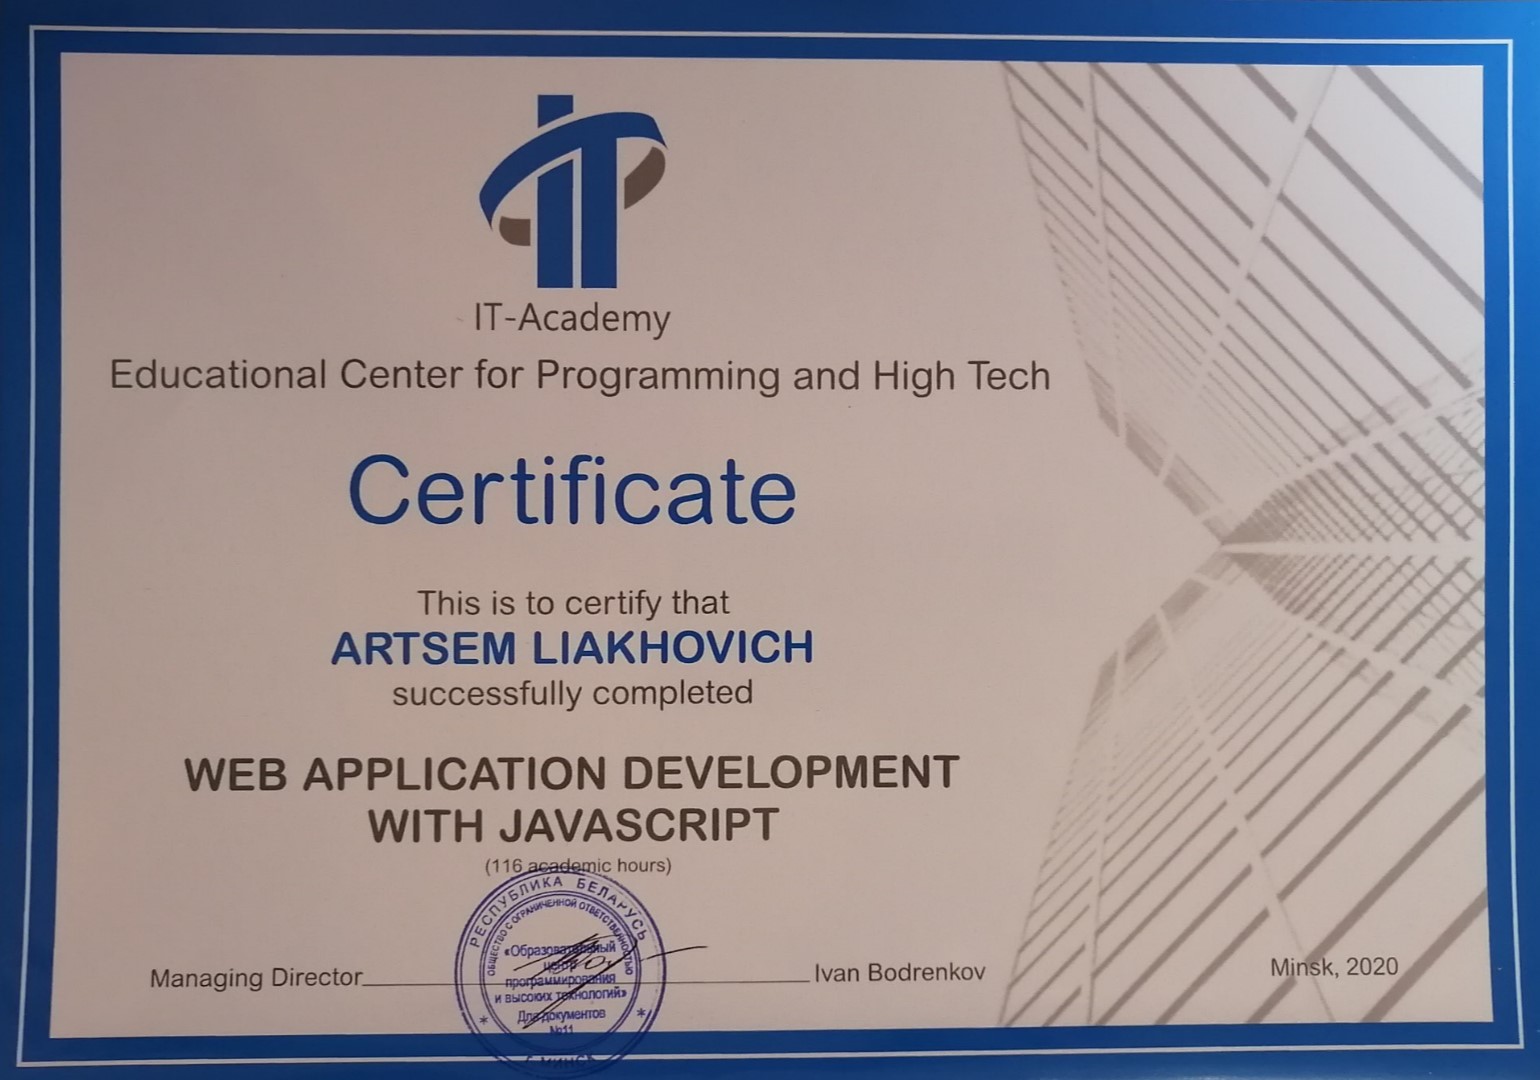 IT
IT-Academy
Educational Center for Programming and High Tech
Certificate
This is to certify that
ARTSEM LIAKHOVICH
successfully completed
WEB APPLICATION DEVELOPMENT
WITH JAVASCRIPT
(116 academic hours)
РЕСПУБЛИКА БЕЛАРУСЬ
ОБЩЕСТВО С ОГРАНИЧЕННОЙ ОТВЕТСТВЕННОСТЬЮ
«Образовательный
центр
программирования
и высоких технологий»
Для документов
№11
г. МИНСК
Managing Director
Ivan Bodrenkov
Minsk, 2020